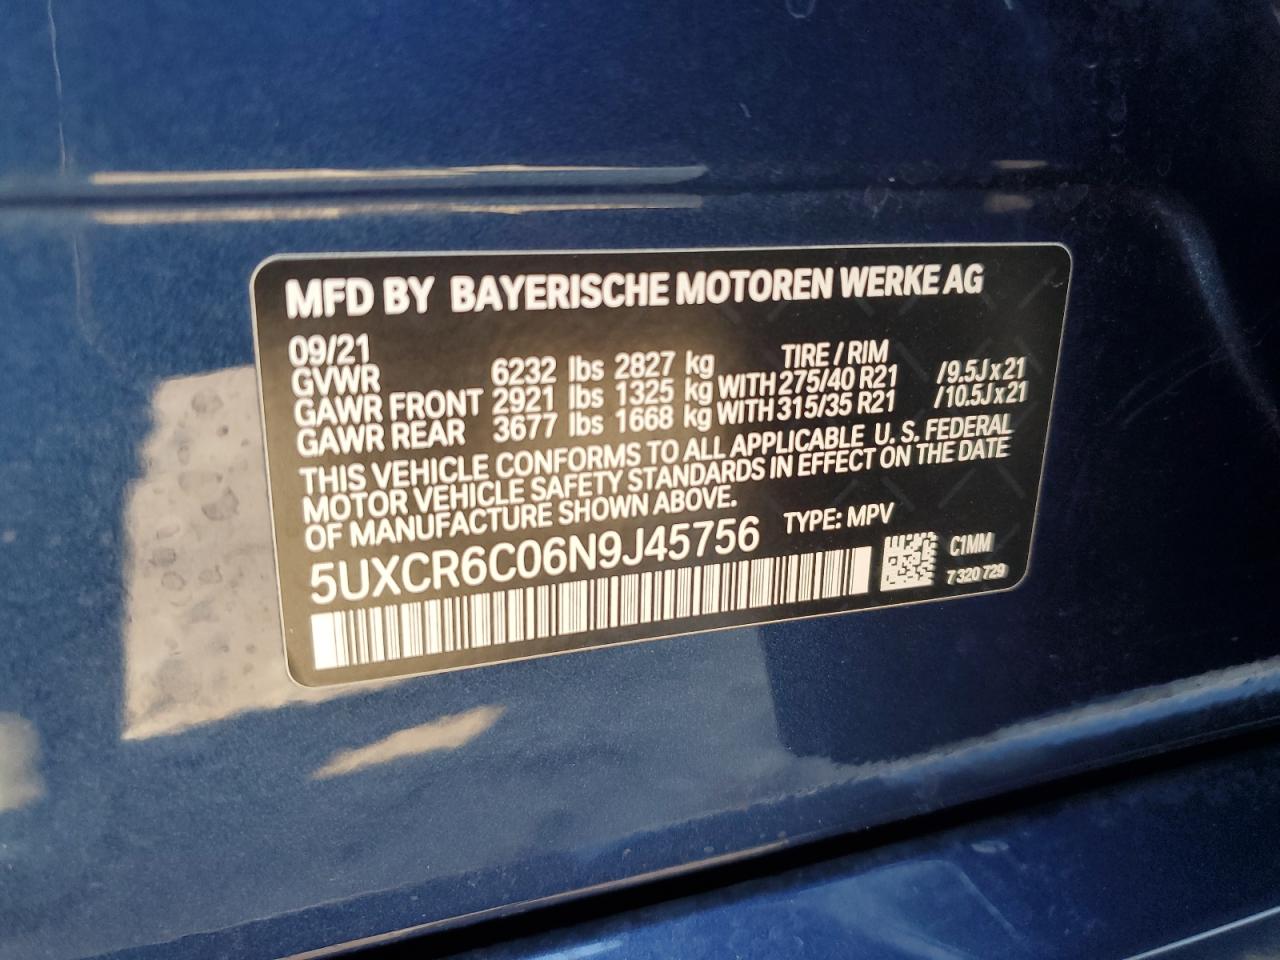 MFD BY BAYERISCHE MOTOREN WERKE AG
09/21 TIRE / RIM
GVWR 6232 lbs 2827 kg
GAWR FRONT 2921 lbs 1325 kg WITH 275/40 R21 /9.5J x 21
GAWR REAR 3677 lbs 1668 kg WITH 315/35 R21 /10.5J x 21
THIS VEHICLE CONFORMS TO ALL APPLICABLE U. S. FEDERAL
MOTOR VEHICLE SAFETY STANDARDS IN EFFECT ON THE DATE
OF MANUFACTURE SHOWN ABOVE.
5UXCR6C06N9J45756 TYPE: MPV
C1MM
7 320 729